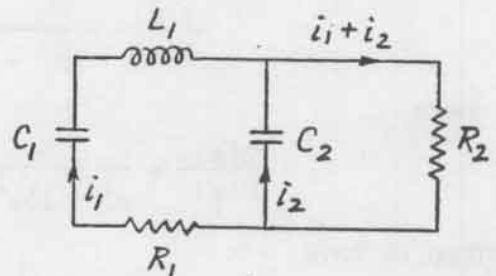 L₁
i₁ + i₂
C₁
C₂
R₂
i₁
i₂
R₁